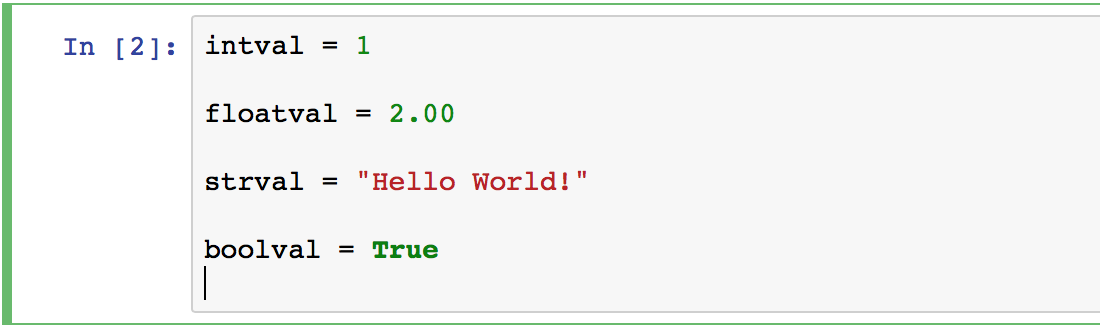 In [2]: intval = 1
floatval = 2.00
strval = "Hello World!"
boolval = True